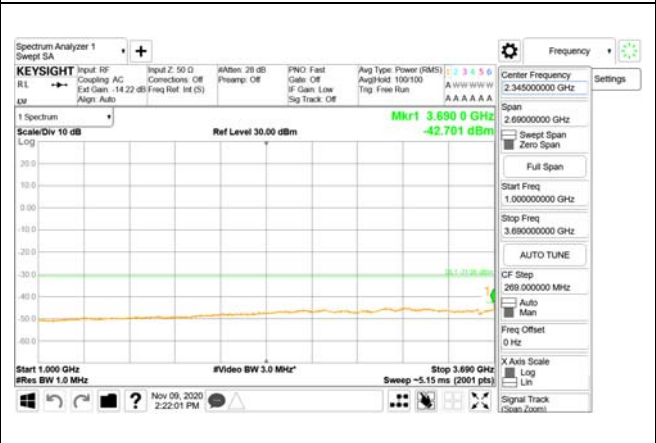 Spectrum Analyzer 1
Swept SA
+
Frequency
KEYSIGHT
RL
Input: RF
Coupling: AC
Ext Gain: -14.22 dB
Align: Auto
Input Z: 50 Ω
Corrections: Off
Freq Ref: Int (S)
#Atten: 28 dB
Preamp: Off
PNO: Fast
Gate: Off
IF Gain: Low
Sig Track: Off
Avg Type: Power (RMS)
Avg|Hold: 100/100
Trig: Free Run
1 2 3 4 5 6
A W W W W W
A A A A A A
1 Spectrum
Scale/Div 10 dB
Ref Level 30.00 dBm
Mkr1 3.690 0 GHz
-42.701 dBm
Log
20.0
10.0
0.00
-10.0
-20.0
-30.0
-40.0
-50.0
-60.0
1
Start 1.000 GHz
#Res BW 1.0 MHz
#Video BW 3.0 MHz*
Stop 3.690 GHz
Sweep ~5.15 ms (2001 pts)
Nov 09, 2020
2:22:01 PM
Center Frequency
2.345000000 GHz
Settings
Span
2.69000000 GHz
Swept Span
Zero Span
Full Span
Start Freq
1.000000000 GHz
Stop Freq
3.690000000 GHz
AUTO TUNE
CF Step
269.000000 MHz
Auto
Man
Freq Offset
0 Hz
X Axis Scale
Log
Lin
Signal Track
(Span Zoom)